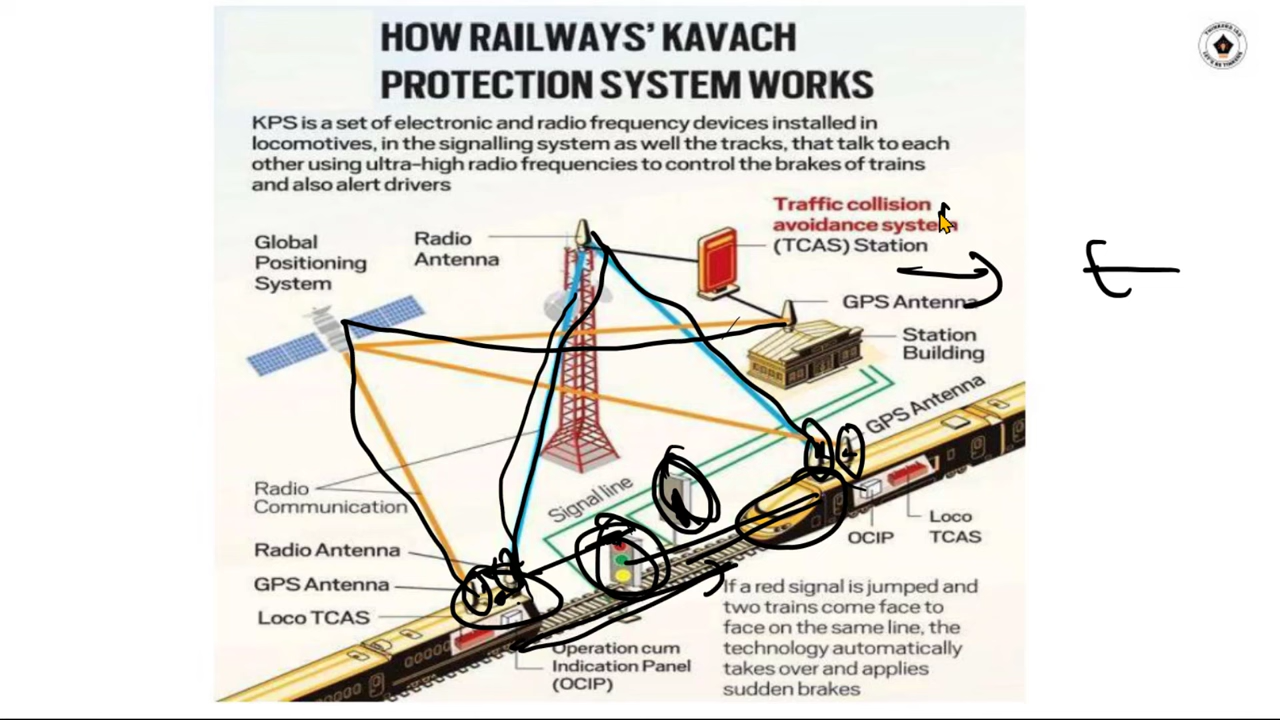 HOW RAILWAYS' KAVACH
PROTECTION SYSTEM WORKS
KPS is a set of electronic and radio frequency devices installed in
locomotives, in the signalling system as well the tracks, that talk to each
other using ultra-high radio frequencies to control the brakes of trains
and also alert drivers
Traffic collision
avoidance system
(TCAS) Station
Global
Positioning
System
Radio
Antenna
GPS Antenna
Station
Building
GPS Antenna
Signal line
Radio
Communication
Loco
TCAS
OCIP
Radio Antenna
GPS Antenna
Loco TCAS
Operation cum
Indication Panel
(OCIP)
If a red signal is jumped and
two trains come face to
face on the same line, the
technology automatically
takes over and applies
sudden brakes